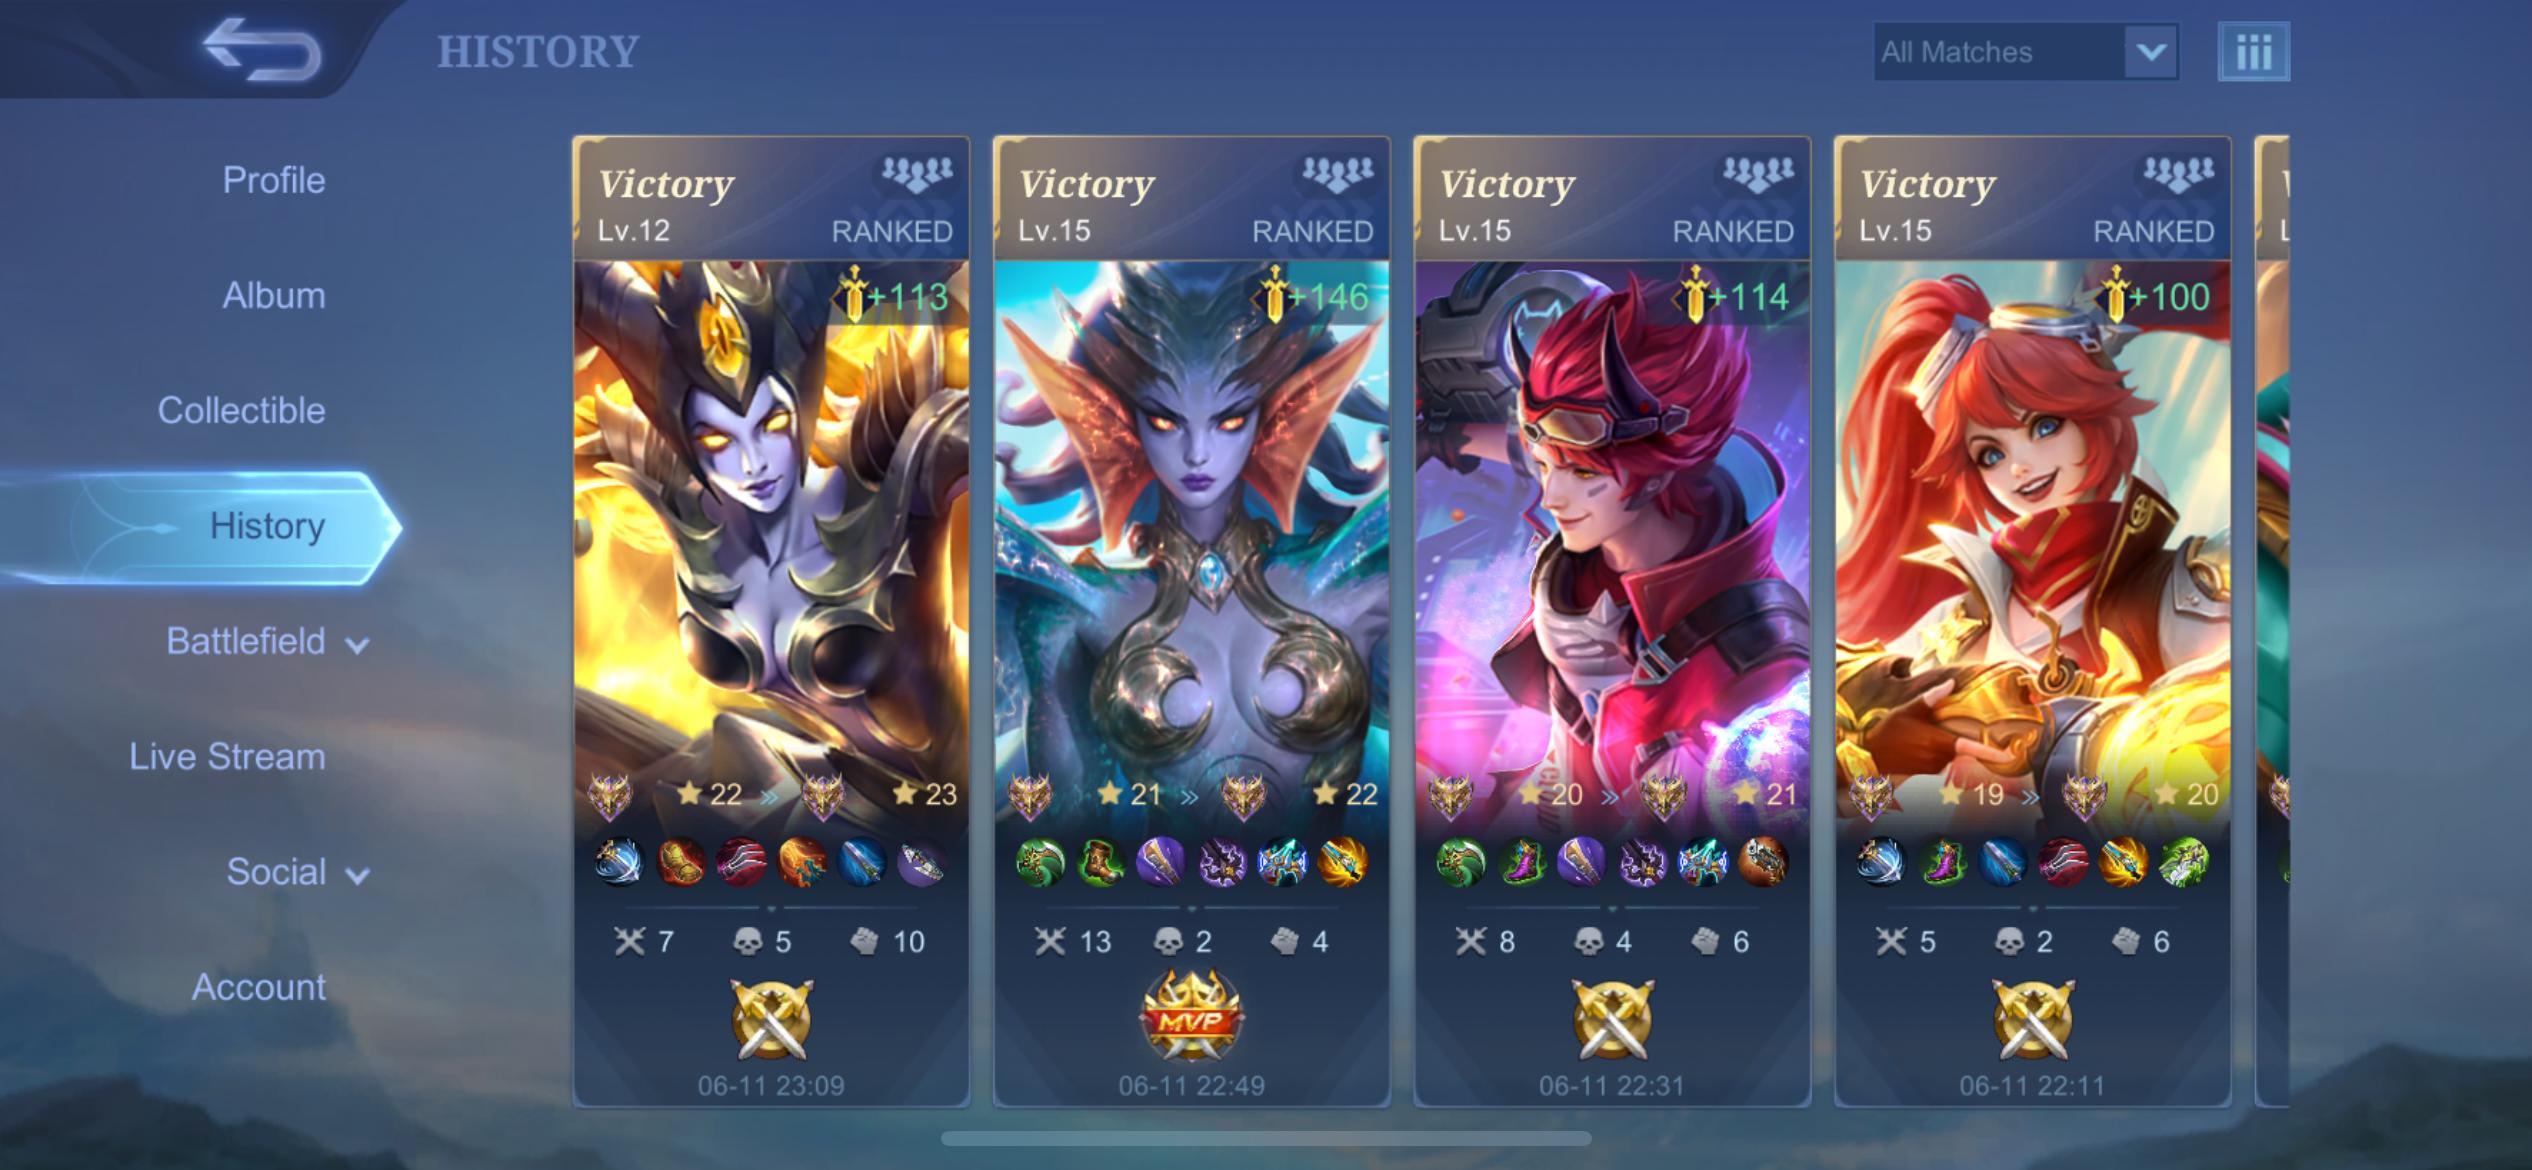 HISTORY
All Matches
Profile
Album
Collectible
History
Battlefield
Live Stream
Social
Account
Victory
Lv.12
RANKED
+113
22
23
7
5
10
06-11 23:09
Victory
Lv.15
RANKED
+146
21
22
13
2
4
MVP
06-11 22:49
Victory
Lv.15
RANKED
+114
20
21
8
4
6
06-11 22:31
Victory
Lv.15
RANKED
+100
19
20
5
2
6
06-11 22:11